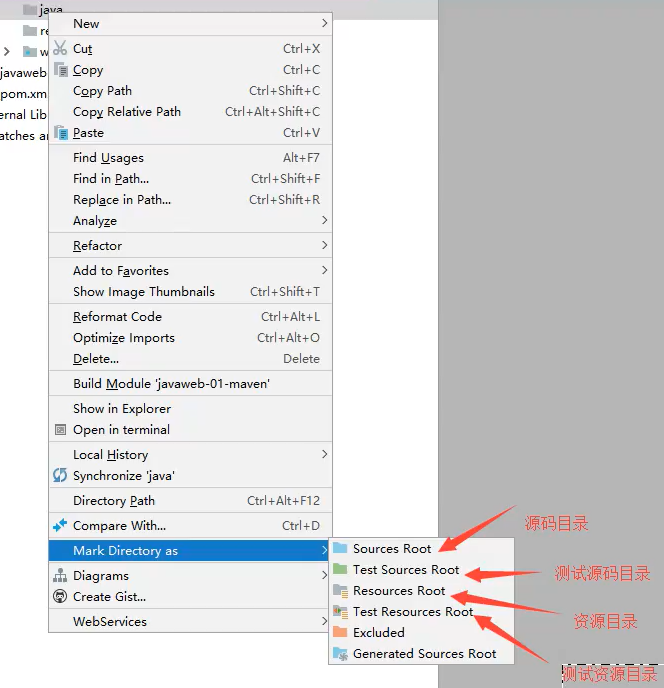 java
re
w
javaweb
pom.xm
ernal Lib
atches an
New
Cut Ctrl+X
Copy Ctrl+C
Copy Path Ctrl+Shift+C
Copy Relative Path Ctrl+Alt+Shift+C
Paste Ctrl+V
Find Usages Alt+F7
Find in Path... Ctrl+Shift+F
Replace in Path... Ctrl+Shift+R
Analyze
Refactor
Add to Favorites
Show Image Thumbnails Ctrl+Shift+T
Reformat Code Ctrl+Alt+L
Optimize Imports Ctrl+Alt+O
Delete... Delete
Build Module 'javaweb-01-maven'
Show in Explorer
Open in terminal
Local History
Synchronize 'java'
Directory Path Ctrl+Alt+F12
Compare With... Ctrl+D
Mark Directory as
Diagrams
Create Gist...
WebServices
Sources Root
Test Sources Root
Resources Root
Test Resources Root
Excluded
Generated Sources Root
源码目录
测试源码目录
资源目录
测试资源目录